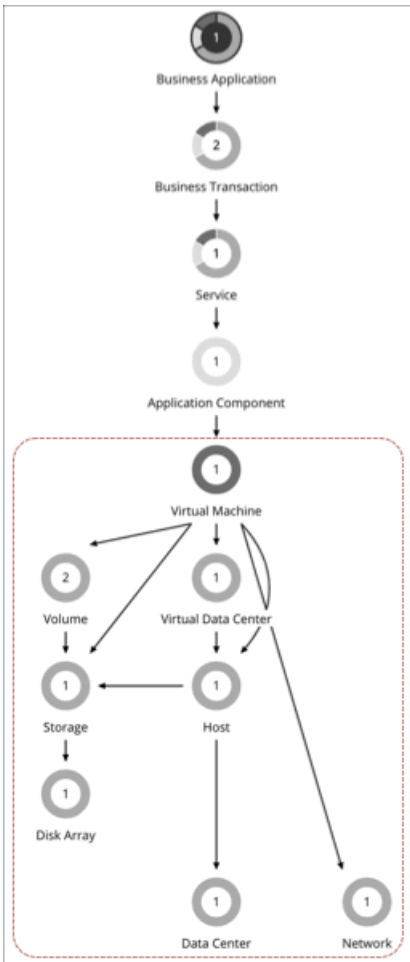 1
Business Application
2
Business Transaction
1
Service
1
Application Component
1
Virtual Machine
2
Volume
1
Virtual Data Center
1
Storage
1
Host
1
Disk Array
1
Data Center
1
Network